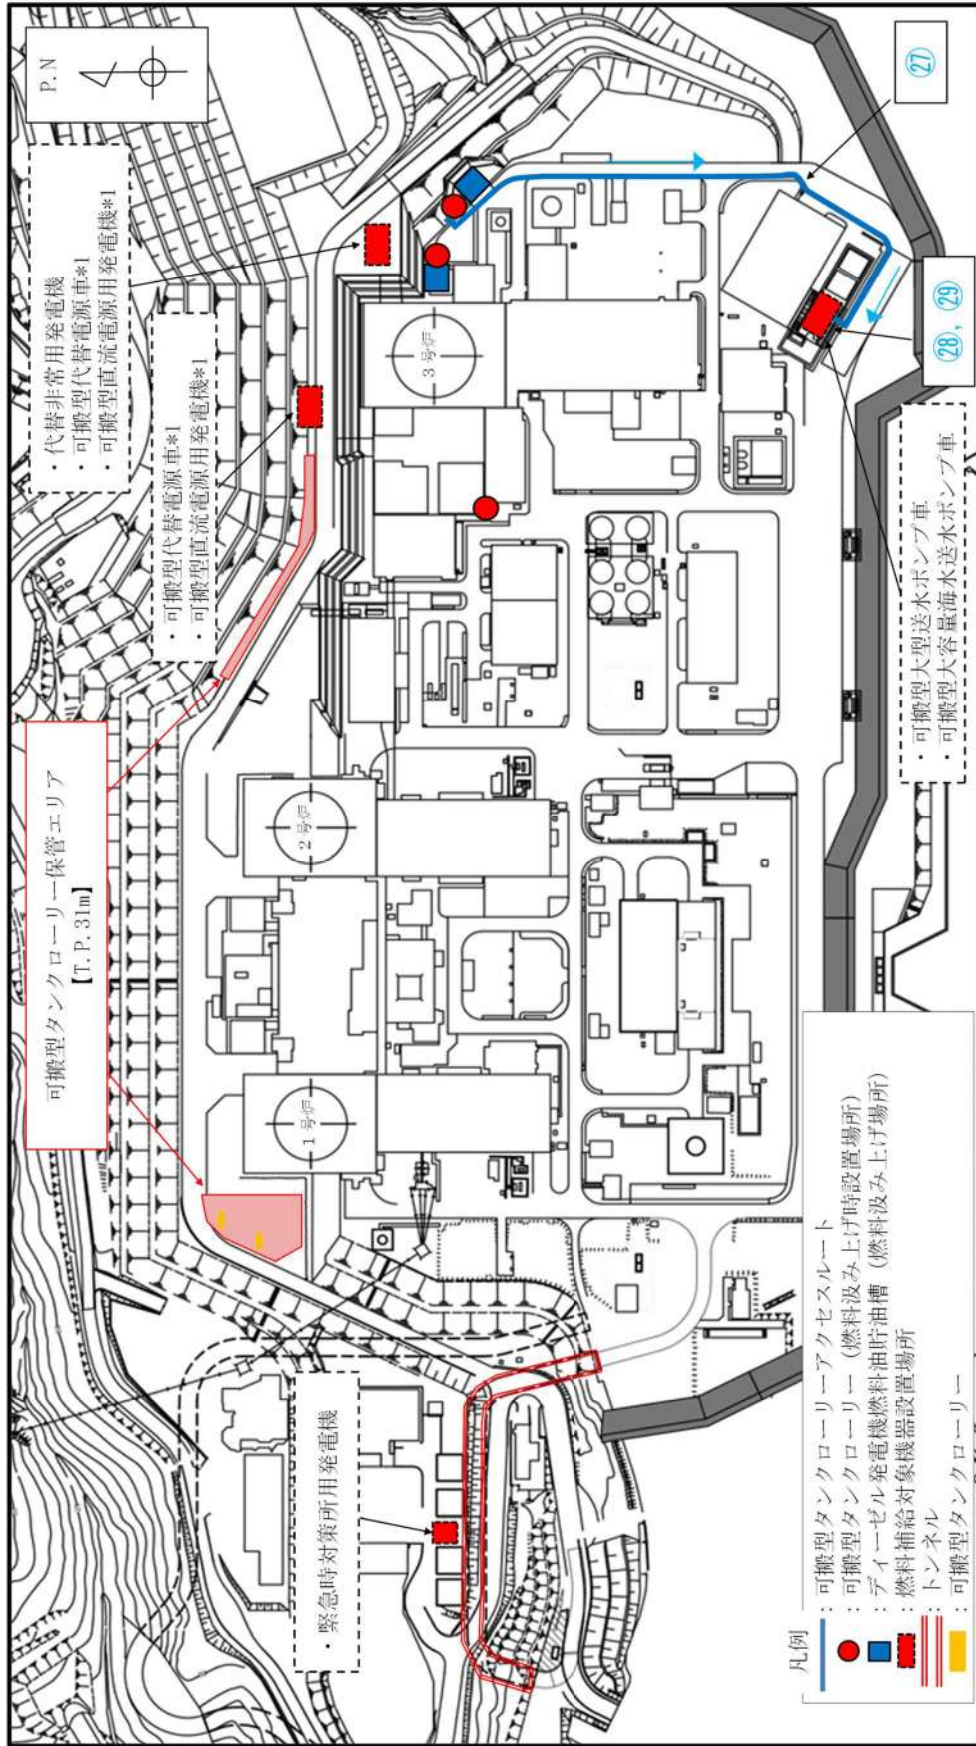 P.N
・代替非常用発電機
・可搬型代替電源車*1
・可搬型直流電源用発電機*1
・可搬型代替電源車*1
・可搬型直流電源用発電機*1
可搬型タンクローリー保管エリア
【T.P.31m】
・緊急時対策所用発電機
1号炉
2号炉
3号炉
㉗
㉘，㉙
・可搬型大型送水ポンプ車
・可搬型大容量海水送水ポンプ車
凡例
：可搬型タンクローリーアクセスルート
：可搬型タンクローリー（燃料汲み上げ時設置場所）
：ディーゼル発電機燃料油貯油槽（燃料汲み上げ場所）
：燃料補給対象機器設置場所
：トンネル
：可搬型タンクローリー